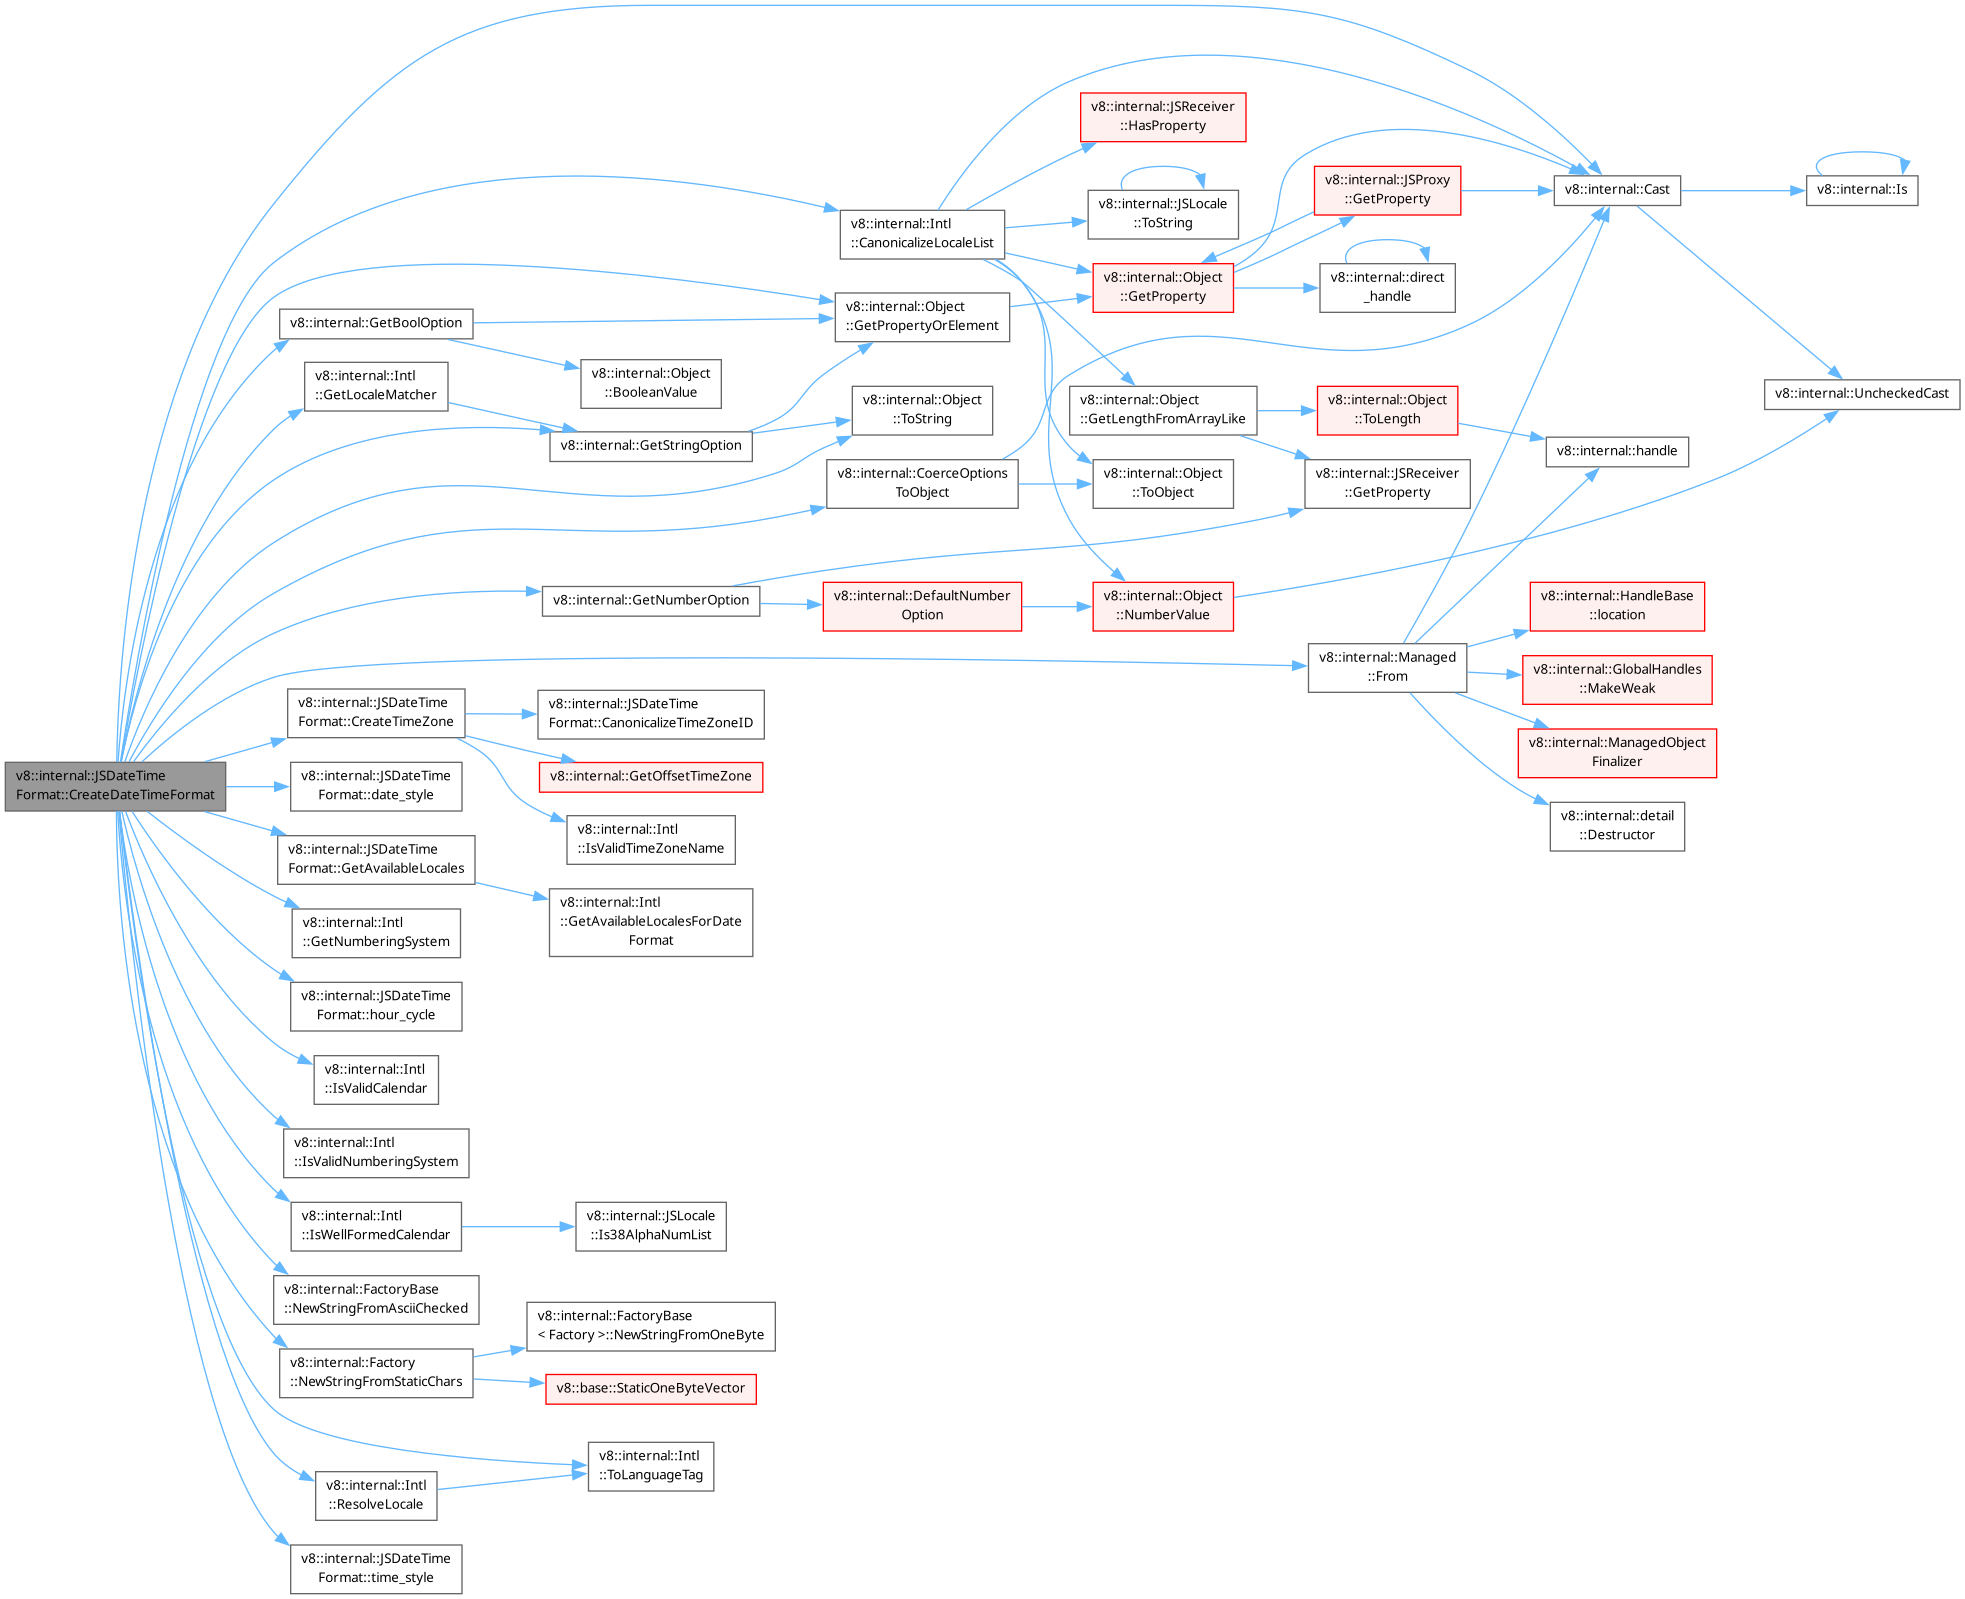 v8::internal::JSDateTime
Format::CreateDateTimeFormat
v8::internal::GetBoolOption
v8::internal::Intl
::GetLocaleMatcher
v8::internal::JSDateTime
Format::CreateTimeZone
v8::internal::JSDateTime
Format::date_style
v8::internal::JSDateTime
Format::GetAvailableLocales
v8::internal::Intl
::GetNumberingSystem
v8::internal::JSDateTime
Format::hour_cycle
v8::internal::Intl
::IsValidCalendar
v8::internal::Intl
::IsValidNumberingSystem
v8::internal::Intl
::IsWellFormedCalendar
v8::internal::FactoryBase
::NewStringFromAsciiChecked
v8::internal::Factory
::NewStringFromStaticChars
v8::internal::Intl
::ResolveLocale
v8::internal::JSDateTime
Format::time_style
v8::internal::Object
::BooleanValue
v8::internal::GetStringOption
v8::internal::GetNumberOption
v8::internal::JSDateTime
Format::CanonicalizeTimeZoneID
v8::internal::GetOffsetTimeZone
v8::internal::Intl
::IsValidTimeZoneName
v8::internal::Intl
::GetAvailableLocalesForDate
Format
v8::internal::JSLocale
::Is38AlphaNumList
v8::internal::FactoryBase
< Factory >::NewStringFromOneByte
v8::base::StaticOneByteVector
v8::internal::Intl
::ToLanguageTag
v8::internal::Intl
::CanonicalizeLocaleList
v8::internal::Object
::GetPropertyOrElement
v8::internal::Object
::ToString
v8::internal::CoerceOptions
ToObject
v8::internal::DefaultNumber
Option
v8::internal::JSReceiver
::HasProperty
v8::internal::JSLocale
::ToString
v8::internal::Object
::GetProperty
v8::internal::Object
::GetLengthFromArrayLike
v8::internal::Object
::ToObject
v8::internal::Object
::NumberValue
v8::internal::JSProxy
::GetProperty
v8::internal::direct
_handle
v8::internal::Object
::ToLength
v8::internal::JSReceiver
::GetProperty
v8::internal::Managed
::From
v8::internal::Cast
v8::internal::handle
v8::internal::HandleBase
::location
v8::internal::GlobalHandles
::MakeWeak
v8::internal::ManagedObject
Finalizer
v8::internal::detail
::Destructor
v8::internal::Is
v8::internal::UncheckedCast